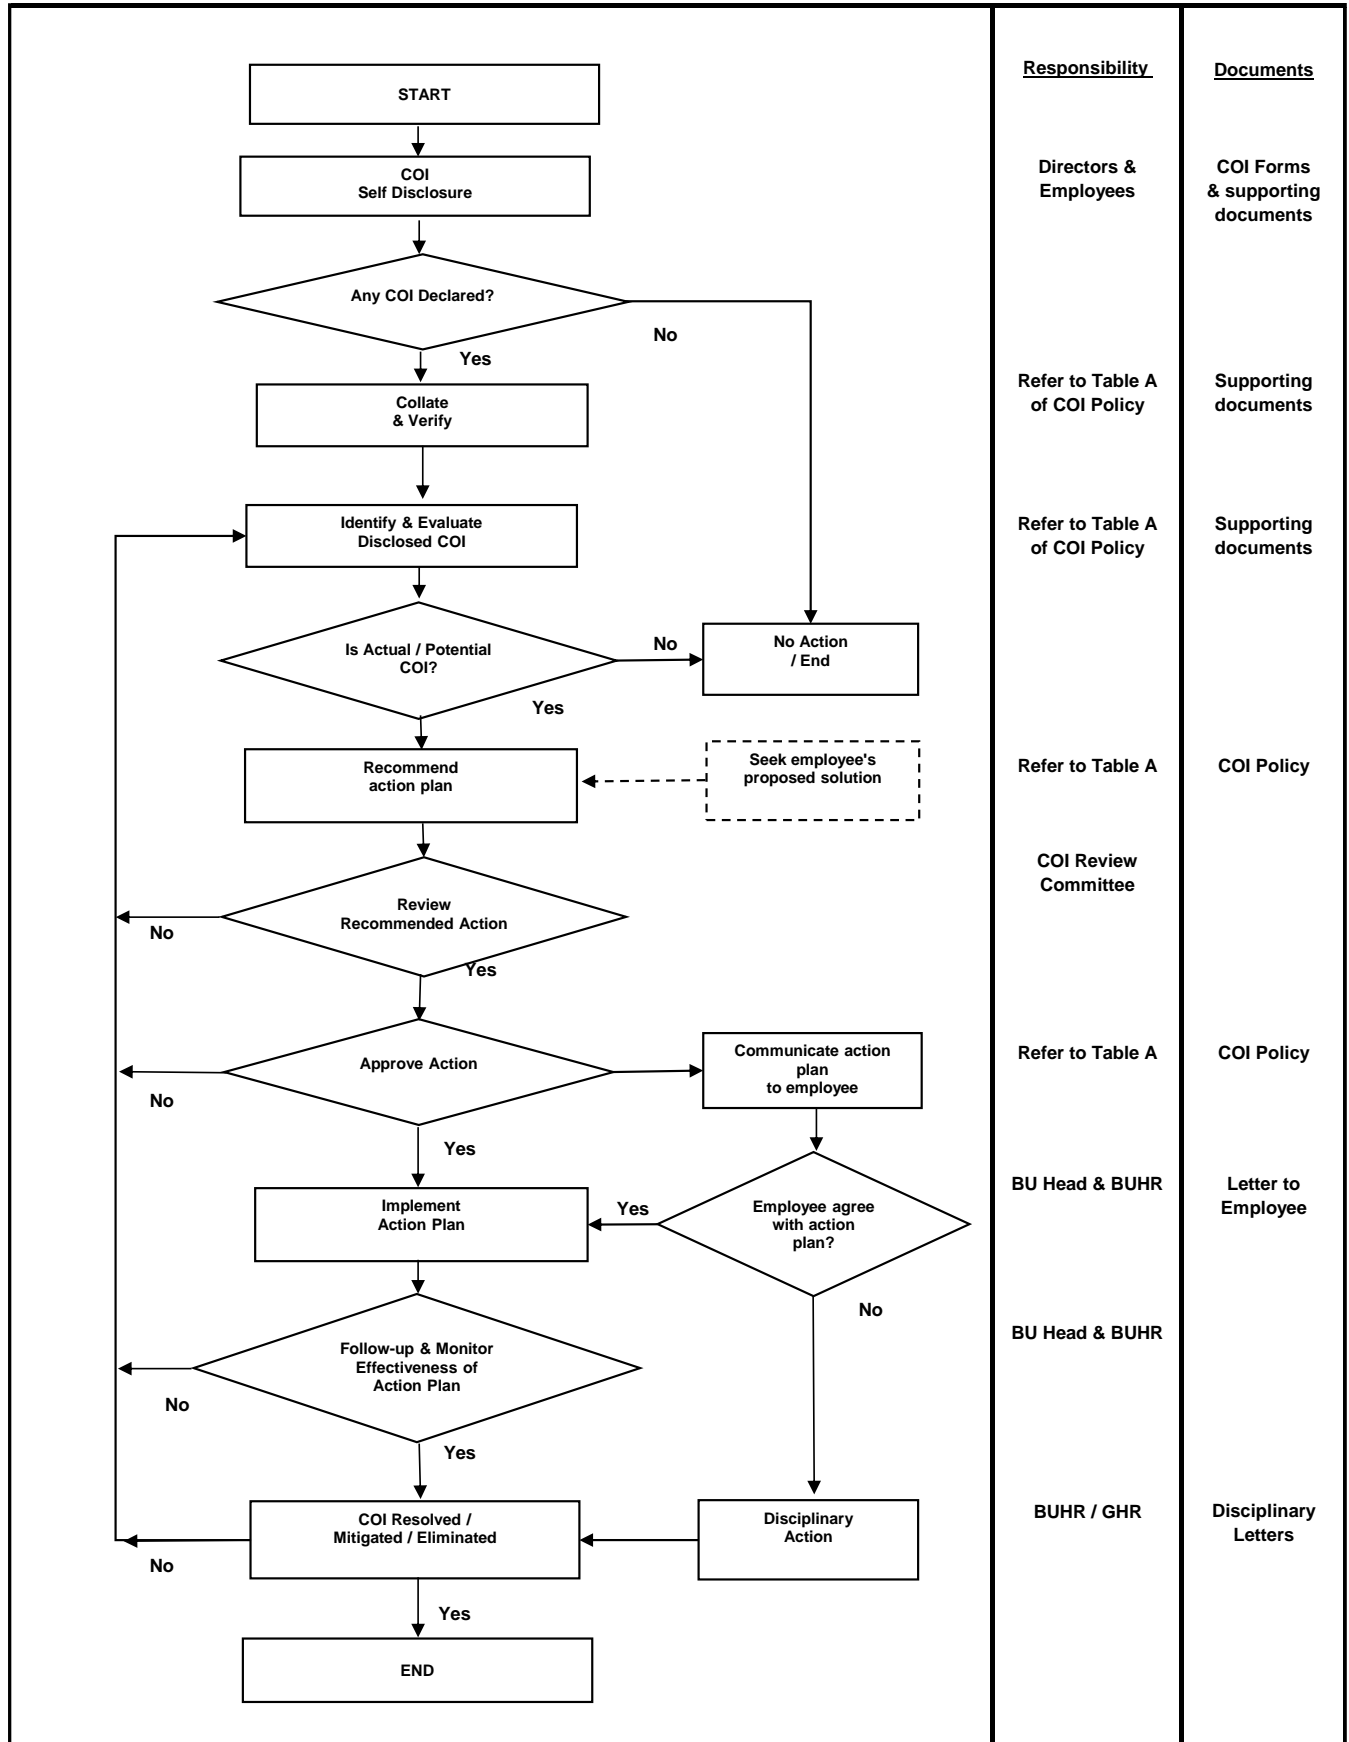 Responsibility
Documents
START
COI
Self Disclosure
Directors &
Employees
COI Forms
& supporting
documents
Any COI Declared?
No
Yes
Collate
& Verify
Refer to Table A
of COI Policy
Supporting
documents
Identify & Evaluate
Disclosed COI
Refer to Table A
of COI Policy
Supporting
documents
Is Actual / Potential
COI?
No
No Action
/ End
Yes
Recommend
action plan
Seek employee's
proposed solution
Refer to Table A
COI Policy
COI Review
Committee
Review
Recommended Action
No
Yes
Approve Action
Communicate action
plan
to employee
Refer to Table A
COI Policy
No
Yes
Implement
Action Plan
Yes
Employee agree
with action
plan?
BU Head & BUHR
Letter to
Employee
No
Follow-up & Monitor
Effectiveness of
Action Plan
BU Head & BUHR
No
Yes
COI Resolved /
Mitigated / Eliminated
Disciplinary
Action
BUHR / GHR
Disciplinary
Letters
No
Yes
END